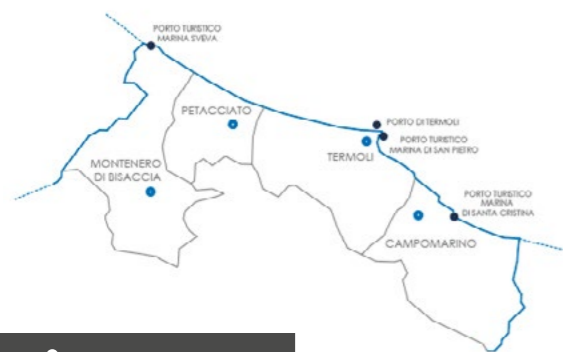 PORTO TURISTICO
MARINA SVEVA
PETACCIATO
PORTO DI TERMOLI
PORTO TURISTICO
MARINA DI SAN PIETRO
TERMOLI
MONTENERO
DI BISACCIA
PORTO TURISTICO
MARINA
DI SANTA CRISTINA
CAMPOMARINO